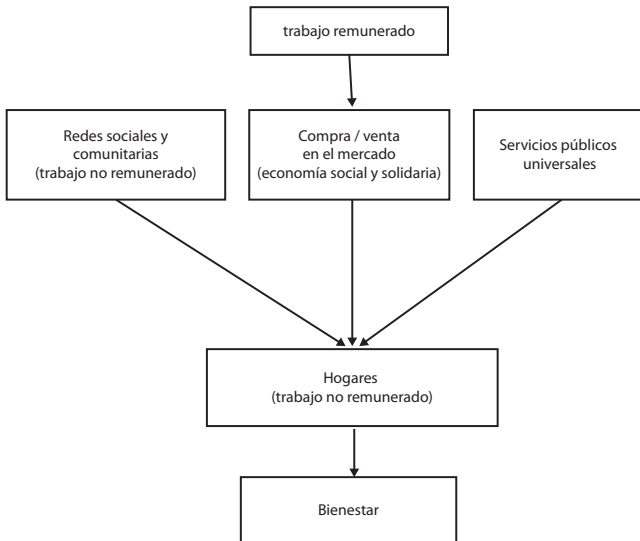 trabajo remunerado
Redes sociales y
comunitarias
(trabajo no remunerado)
Compra / venta
en el mercado
(economía social y solidaria)
Servicios públicos
universales
Hogares
(trabajo no remunerado)
Bienestar